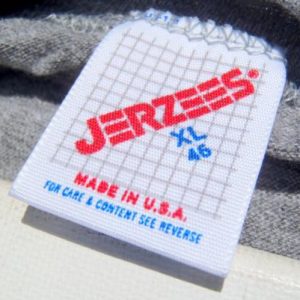 JERZEES®
XL
46
MADE IN U.S.A.
FOR CARE & CONTENT SEE REVERSE